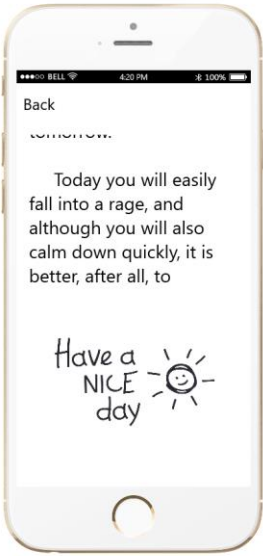 BELL 4:20 PM 100%
Back
tomorrow.
Today you will easily
fall into a rage, and
although you will also
calm down quickly, it is
better, after all, to
Have a
NICE
day